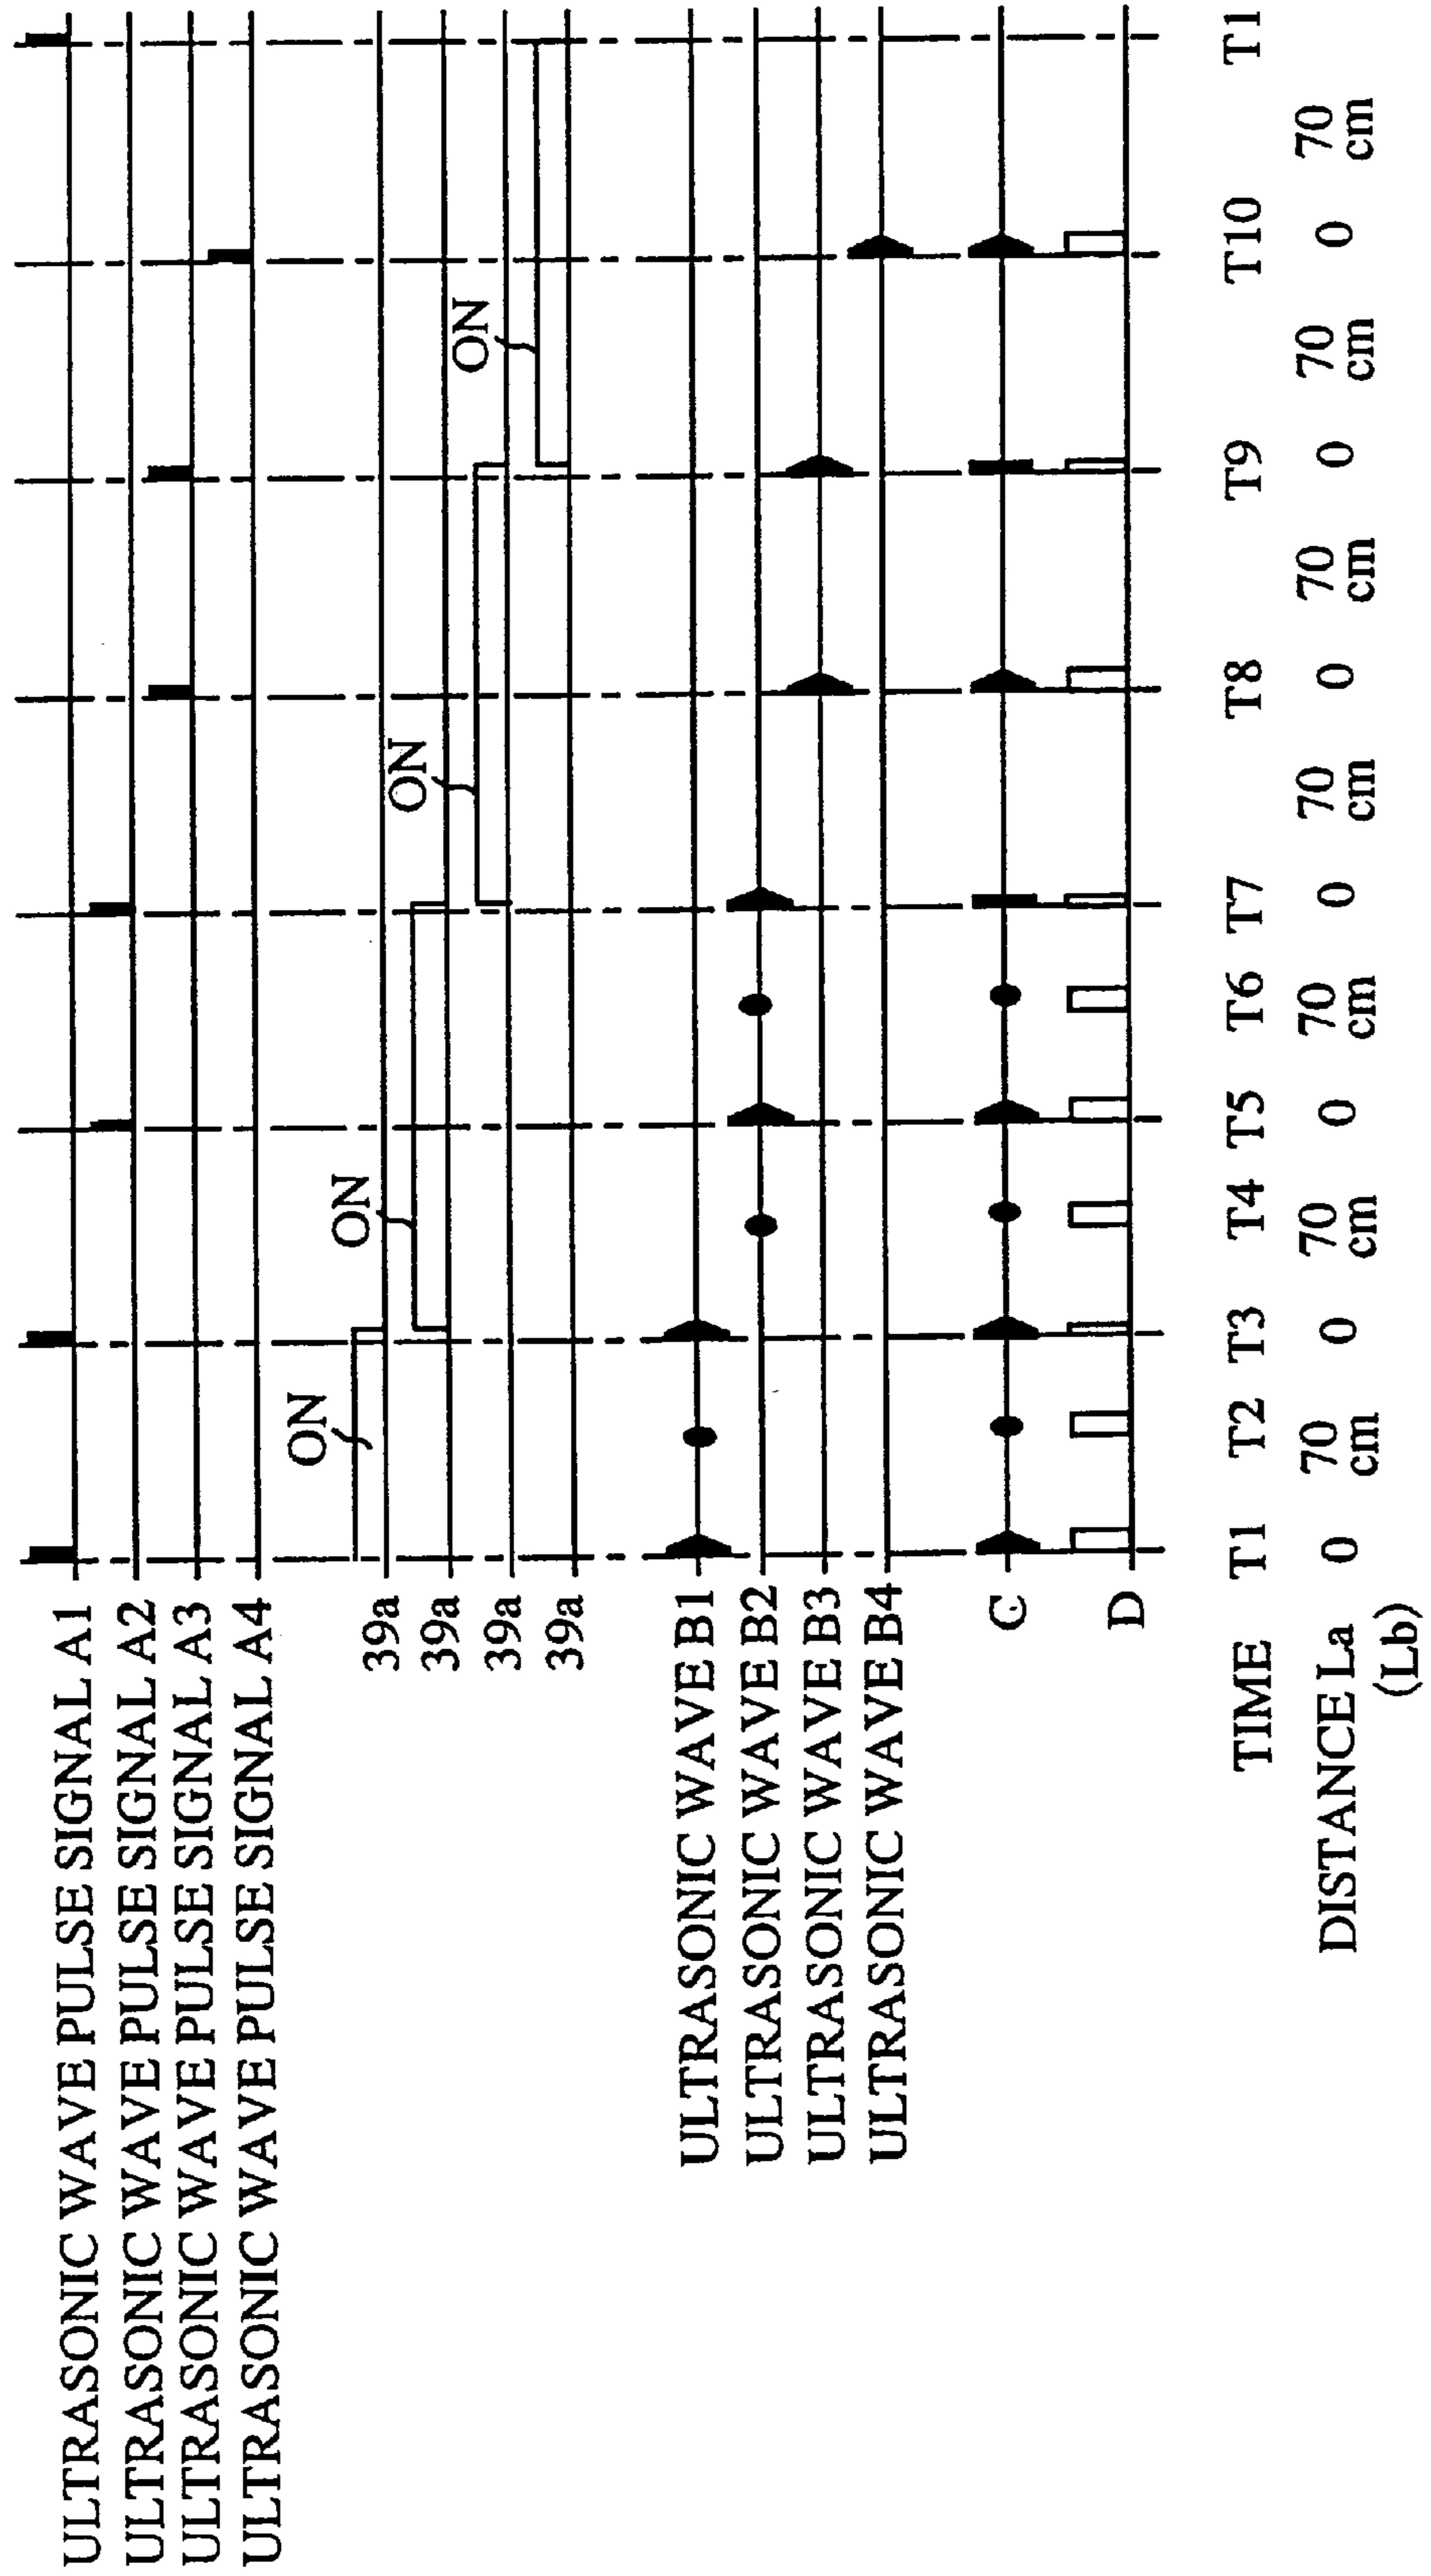 ULTRASONIC WAVE PULSE SIGNAL A1
ULTRASONIC WAVE PULSE SIGNAL A2
ULTRASONIC WAVE PULSE SIGNAL A3
ULTRASONIC WAVE PULSE SIGNAL A4
ON
39a
ON
39a
ON
39a
ON
39a
ULTRASONIC WAVE B1
ULTRASONIC WAVE B2
ULTRASONIC WAVE B3
ULTRASONIC WAVE B4
C
D
TIME T1 T2 T3 T4 T5 T6 T7 T8 T9 T10 T1
DISTANCE La 0 70 0 70 0 70 0 70 0 70 0 70 0 70
(Lb) cm cm cm cm cm cm cm